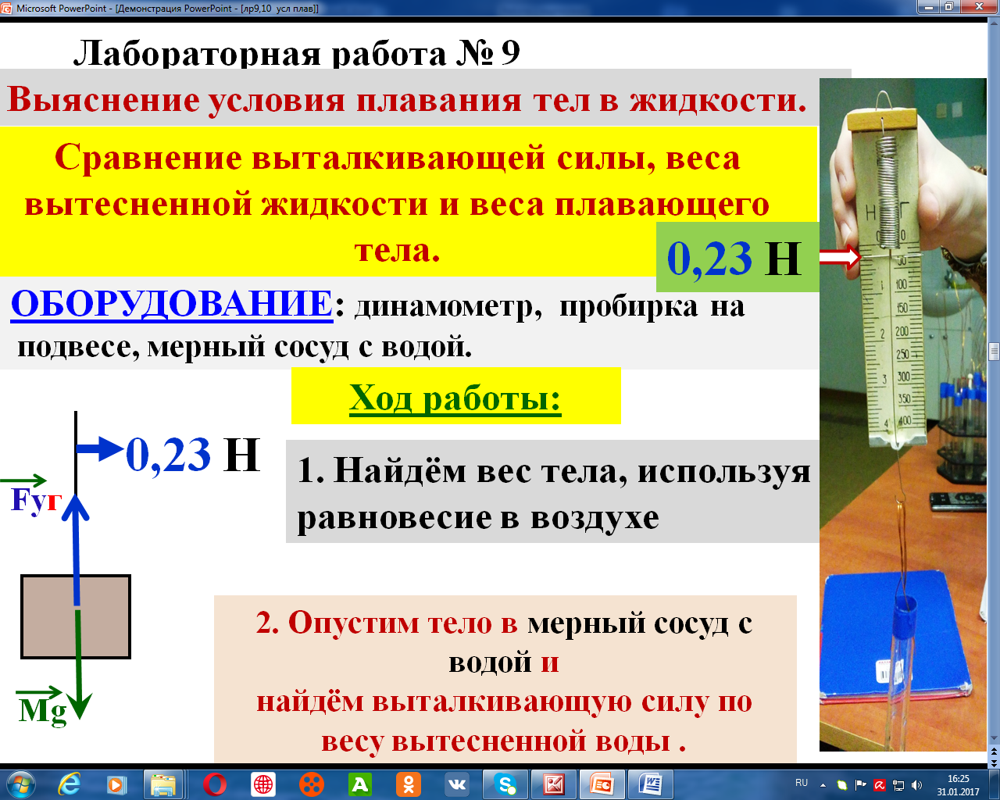 Microsoft PowerPoint - [Демонстрация PowerPoint - [лр9,10 усл плав]]
Лабораторная работа № 9
Выяснение условия плавания тел в жидкости.
Сравнение выталкивающей силы, веса
вытесненной жидкости и веса плавающего
тела.
0,23 Н
ОБОРУДОВАНИЕ: динамометр, пробирка на
подвесе, мерный сосуд с водой.
Ход работы:
0,23 Н
Fуг
1. Найдём вес тела, используя
равновесие в воздухе
Mg
2. Опустим тело в мерный сосуд с
водой и
найдём выталкивающую силу по
весу вытесненной воды .
Н Г
0
50
100
1
150
2 200
250
3 300
350
4 400
RU
16:25
31.01.2017